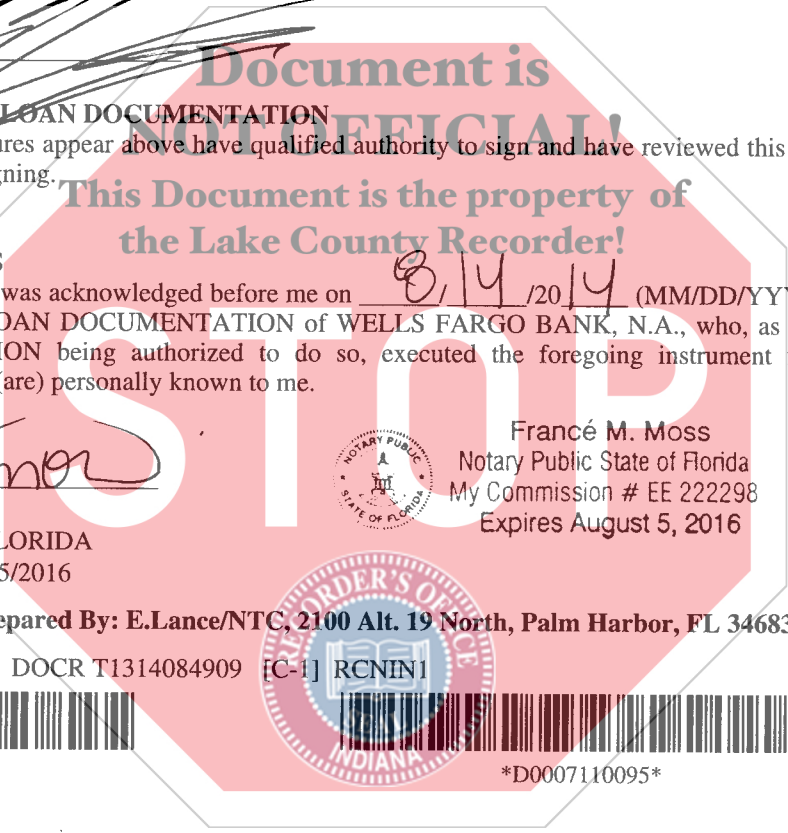 Document is
LOAN DOCUMENTATION
NOT OFFICIAL!
ures appear above have qualified authority to sign and have reviewed this
gning.
This Document is the property of
the Lake County Recorder!
S
was acknowledged before me on 8/14/2014 (MM/DD/YYY
OAN DOCUMENTATION of WELLS FARGO BANK, N.A., who, as
ION being authorized to do so, executed the foregoing instrument
(are) personally known to me.
STOP
NOTARY PUBLIC
STATE OF FLORIDA
Francé M. Moss
Notary Public State of Florida
My Commission # EE 222298
Expires August 5, 2016
LORIDA
5/2016
epared By: E.Lance/NTC, 2100 Alt. 19 North, Palm Harbor, FL 34683
DOCR T1314084909 [C-1] RCNIN1
RECORDER'S OFFICE
SEAL
INDIANA
*D0007110095*